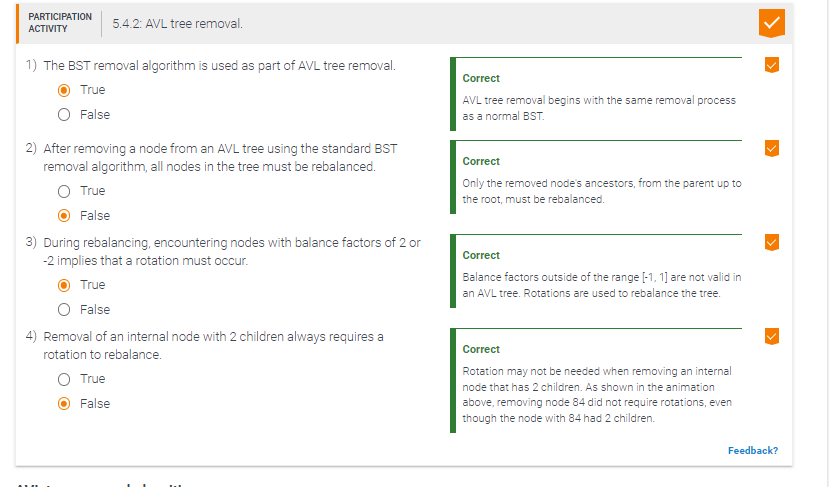 PARTICIPATION
ACTIVITY
5.4.2: AVL tree removal.
1) The BST removal algorithm is used as part of AVL tree removal.
True
False
Correct
AVL tree removal begins with the same removal process
as a normal BST.
2) After removing a node from an AVL tree using the standard BST
removal algorithm, all nodes in the tree must be rebalanced.
True
False
Correct
Only the removed node's ancestors, from the parent up to
the root, must be rebalanced.
3) During rebalancing, encountering nodes with balance factors of 2 or
-2 implies that a rotation must occur.
True
False
Correct
Balance factors outside of the range [-1, 1] are not valid in
an AVL tree. Rotations are used to rebalance the tree.
4) Removal of an internal node with 2 children always requires a
rotation to rebalance.
True
False
Correct
Rotation may not be needed when removing an internal
node that has 2 children. As shown in the animation
above, removing node 84 did not require rotations, even
though the node with 84 had 2 children.
Feedback?